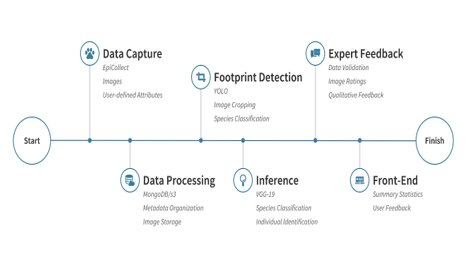 Data Capture
EpiCollect
Images
User-defined Attributes
Footprint Detection
YOLO
Image Cropping
Species Classification
Expert Feedback
Data Validation
Image Ratings
Qualitative Feedback
Start
Finish
Data Processing
MongoDB/s3
Metadata Organization
Image Storage
Inference
VGG-19
Species Classification
Individual Identification
Front-End
Summary Statistics
User Feedback